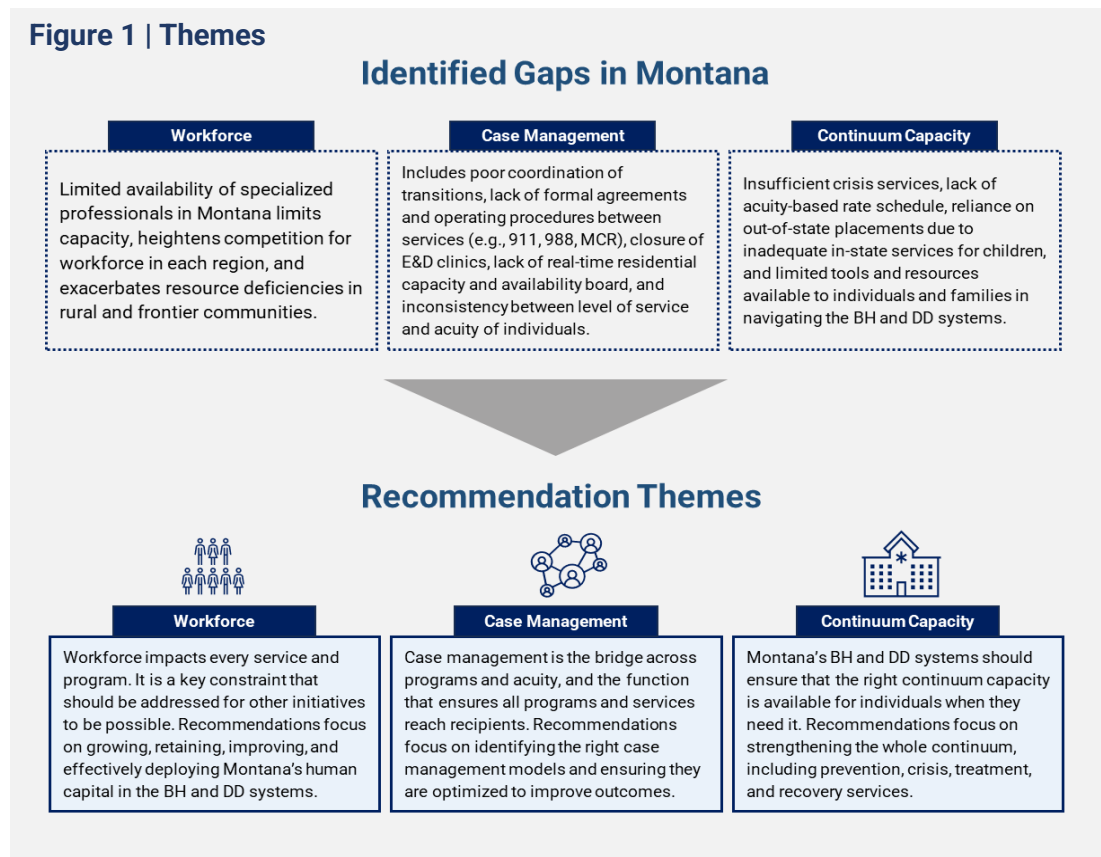 Figure 1 | Themes
Identified Gaps in Montana
Workforce
Limited availability of specialized
professionals in Montana limits
capacity, heightens competition for
workforce in each region, and
exacerbates resource deficiencies in
rural and frontier communities.
Case Management
Includes poor coordination of
transitions, lack of formal agreements
and operating procedures between
services (e.g., 911, 988, MCR), closure of
E&D clinics, lack of real-time residential
capacity and availability board, and
inconsistency between level of service
and acuity of individuals.
Continuum Capacity
Insufficient crisis services, lack of
acuity-based rate schedule, reliance on
out-of-state placements due to
inadequate in-state services for children,
and limited tools and resources
available to individuals and families in
navigating the BH and DD systems.
Recommendation Themes
Workforce
Workforce impacts every service and
program. It is a key constraint that
should be addressed for other initiatives
to be possible. Recommendations focus
on growing, retaining, improving, and
effectively deploying Montana's human
capital in the BH and DD systems.
Case Management
Case management is the bridge across
programs and acuity, and the function
that ensures all programs and services
reach recipients. Recommendations
focus on identifying the right case
management models and ensuring they
are optimized to improve outcomes.
Continuum Capacity
Montana's BH and DD systems should
ensure that the right continuum capacity
is available for individuals when they
need it. Recommendations focus on
strengthening the whole continuum,
including prevention, crisis, treatment,
and recovery services.